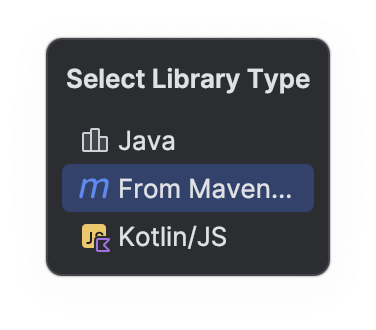 Select Library Type
Java
From Maven...
Kotlin/JS